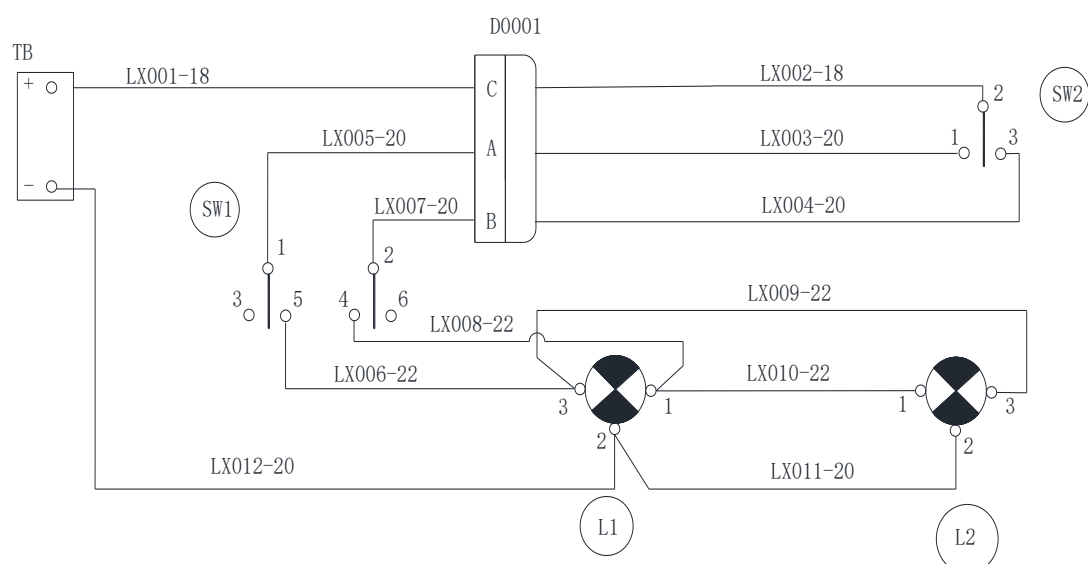 D0001
TB
LX001-18
LX002-18
+
C
2
SW2
LX005-20
A
LX003-20
1
3
-
LX007-20
B
LX004-20
SW1
1
2
3
5
4
6
LX009-22
LX008-22
LX006-22
LX010-22
3
1
1
3
2
2
LX012-20
LX011-20
L1
L2